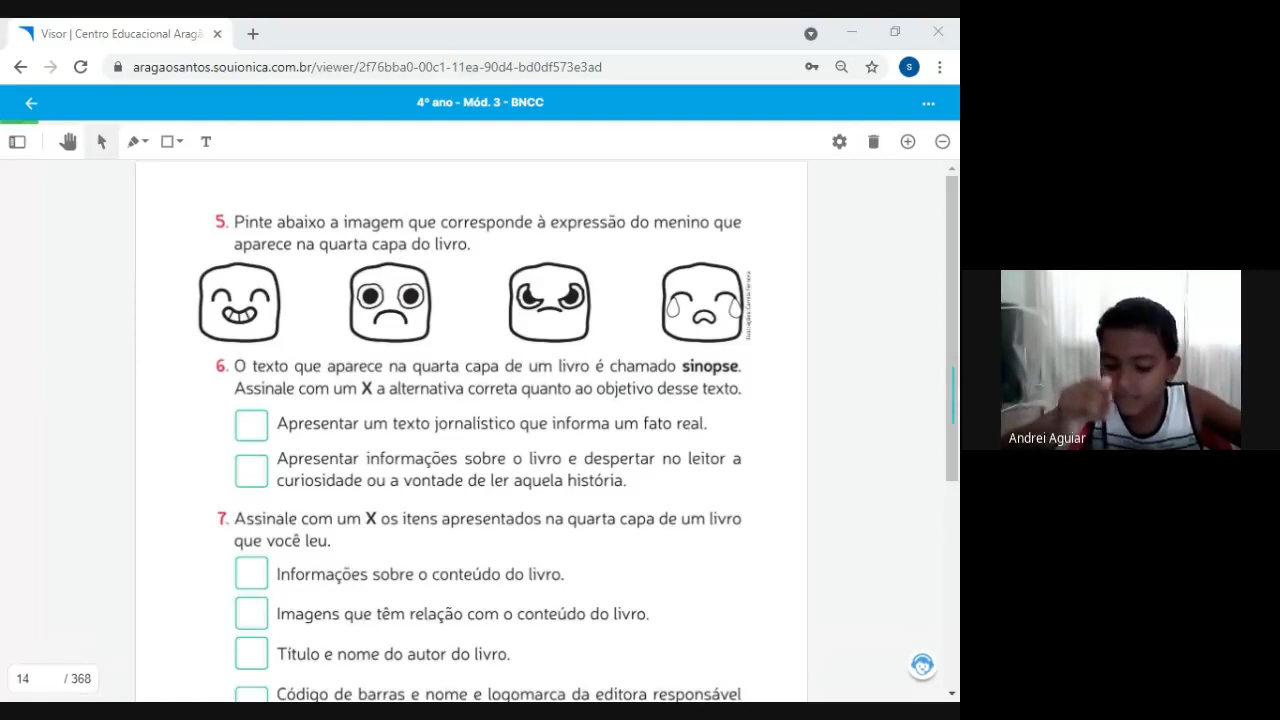 Visor | Centro Educacional Aragã
aragaosantos.souionica.com.br/viewer/2f76bba0-00c1-11ea-90d4-bd0df573e3ad
S
4º ano - Mód. 3 - BNCC
T
5. Pinte abaixo a imagem que corresponde à expressão do menino que
aparece na quarta capa do livro.
6. O texto que aparece na quarta capa de um livro é chamado sinopse.
Assinale com um X a alternativa correta quanto ao objetivo desse texto.
Apresentar um texto jornalístico que informa um fato real.
Apresentar informações sobre o livro e despertar no leitor a
curiosidade ou a vontade de ler aquela história.
7. Assinale com um X os itens apresentados na quarta capa de um livro
que você leu.
Informações sobre o conteúdo do livro.
Imagens que têm relação com o conteúdo do livro.
Título e nome do autor do livro.
Código de barras e nome e logomarca da editora responsável
14 / 368
Andrei Aguiar